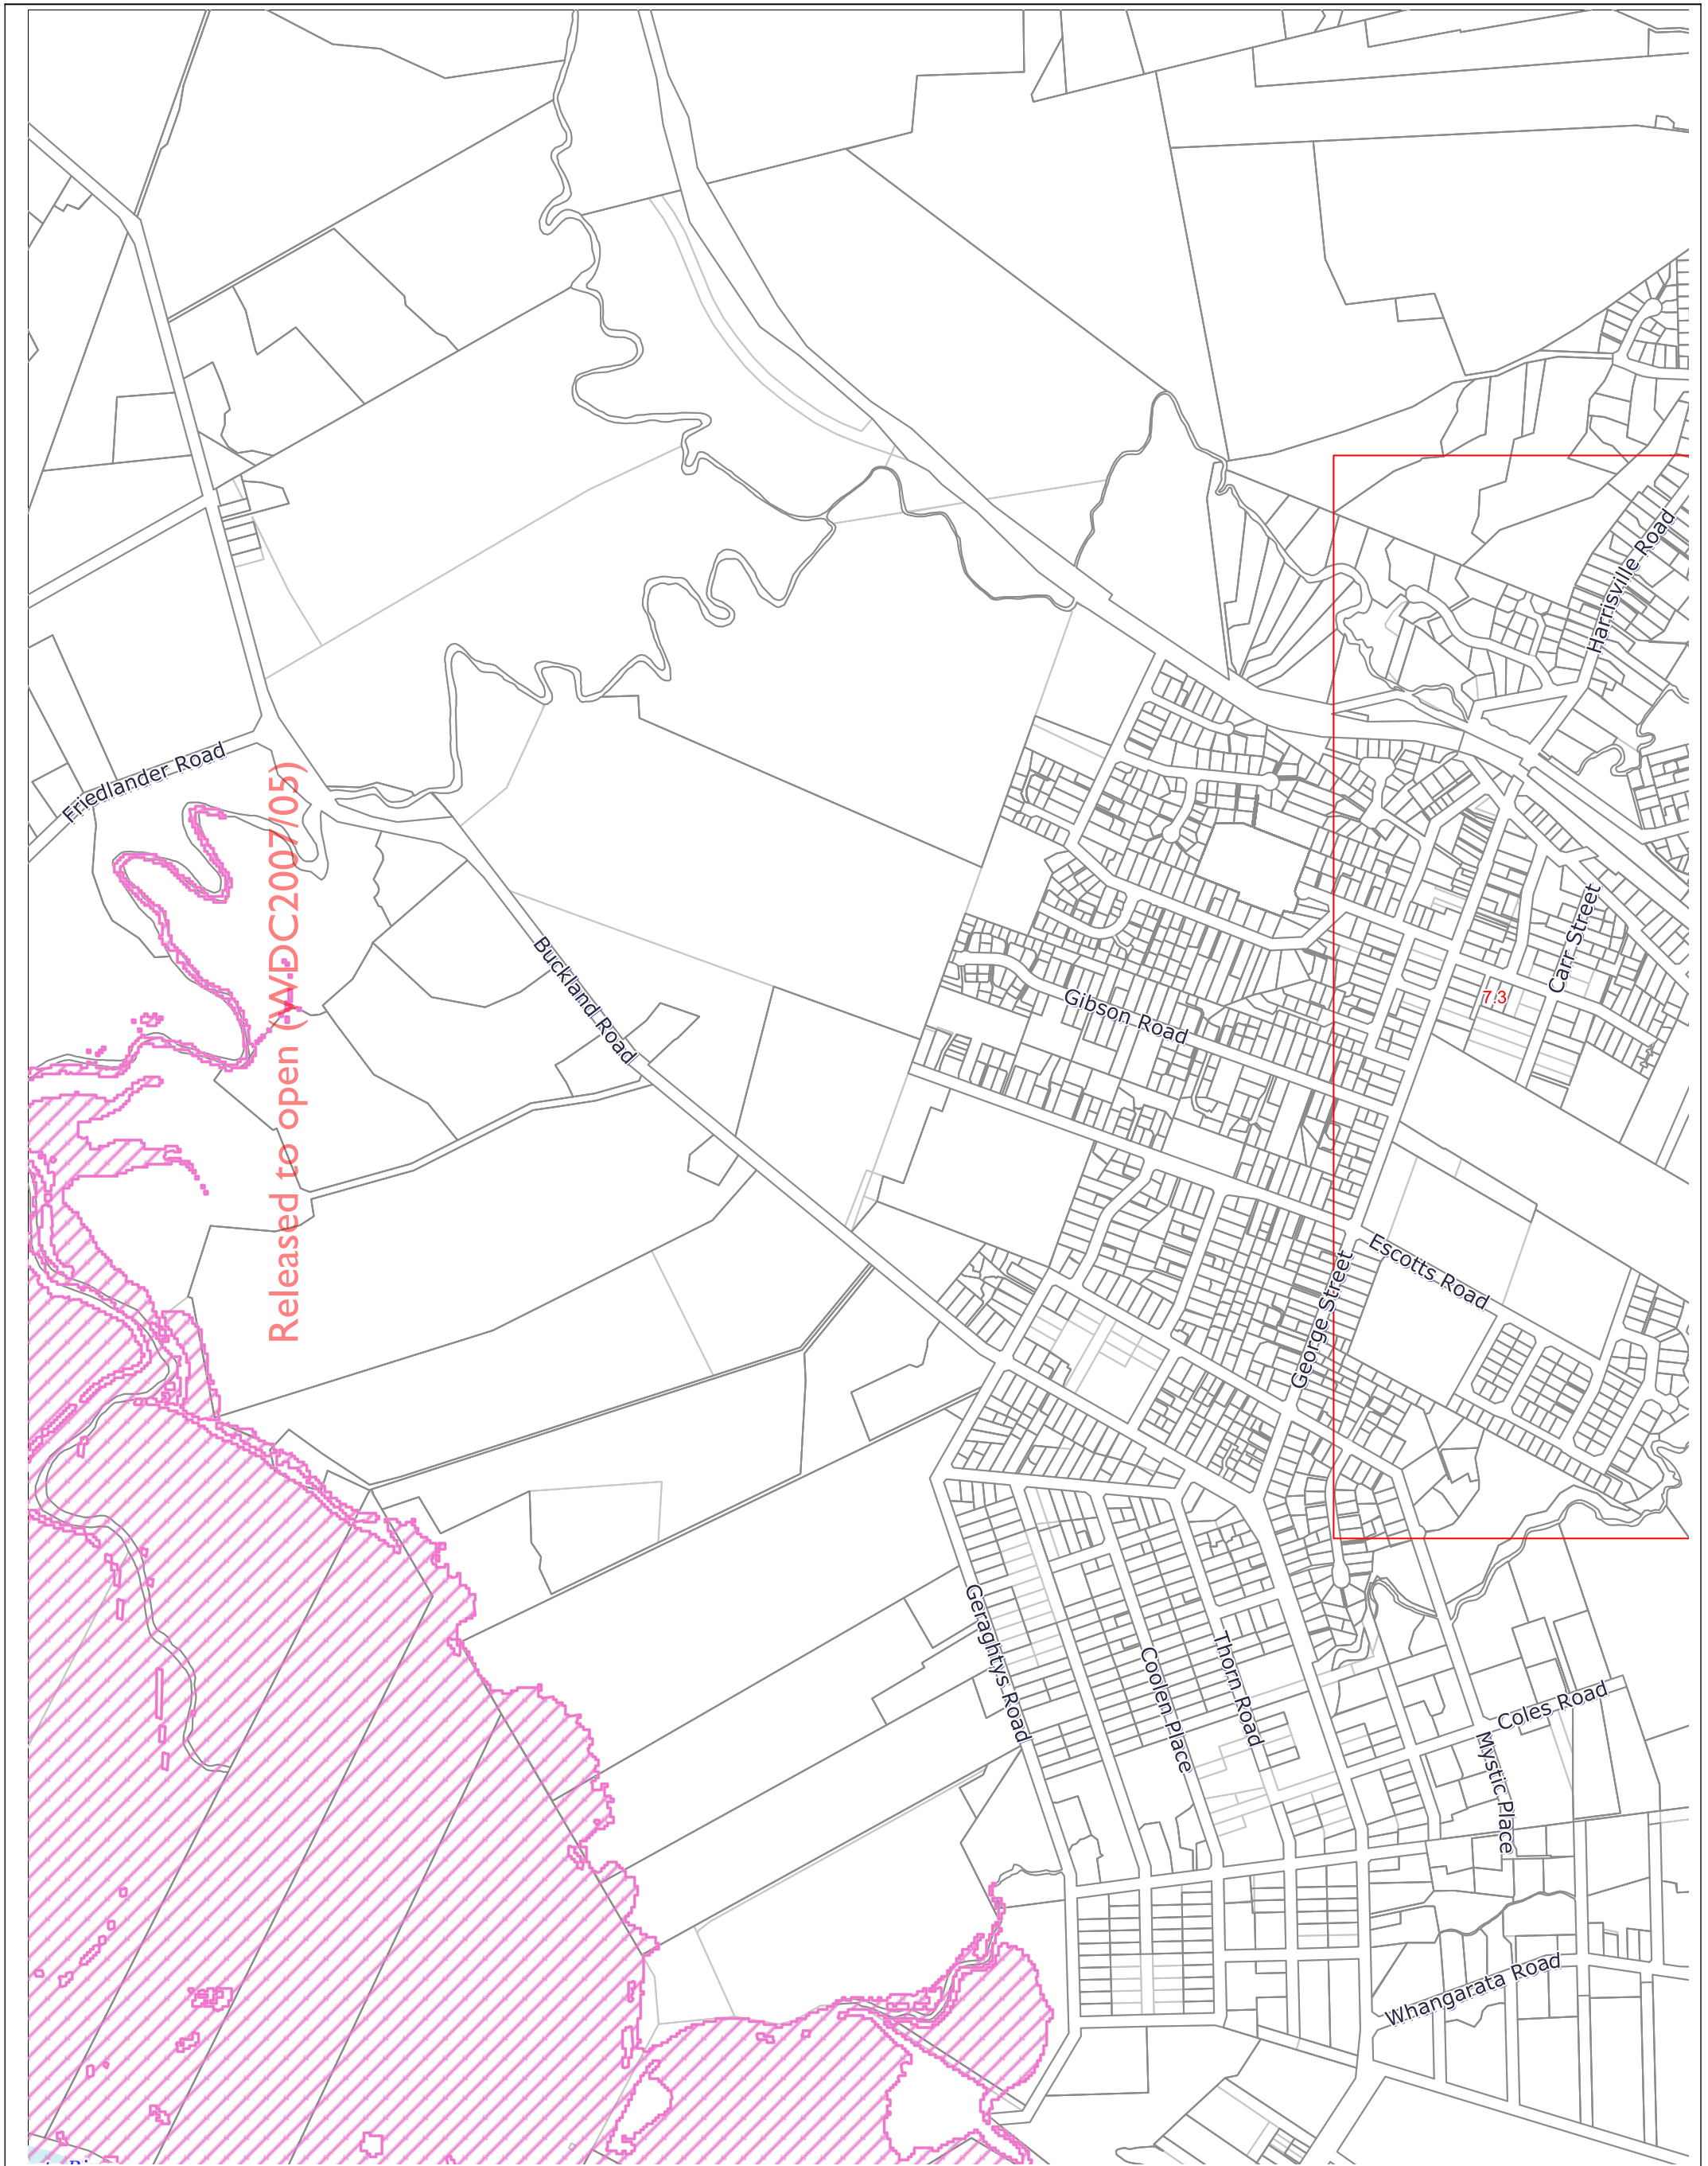 Harrisville Road
Friedlander Road
Released to open (WDC2007/05)
Carr Street
Buckland Road
7.3
Gibson Road
Escotts Road
George Street
Geraghtys Road
Thorn Road
Coolen Place
Coles Road
Mystic Place
Whangarata Road